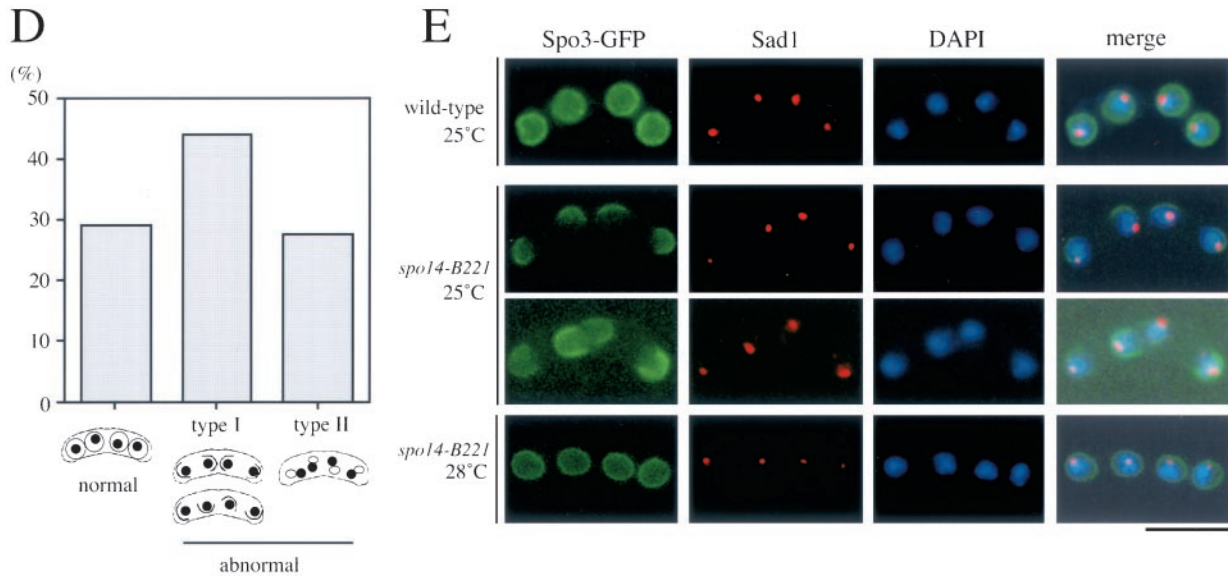 D
(%)
50
40
30
20
10
0
type I
type II
normal
abnormal
E
Spo3-GFP
Sad1
DAPI
merge
wild-type
25°C
spo14-B221
25°C
spo14-B221
28°C